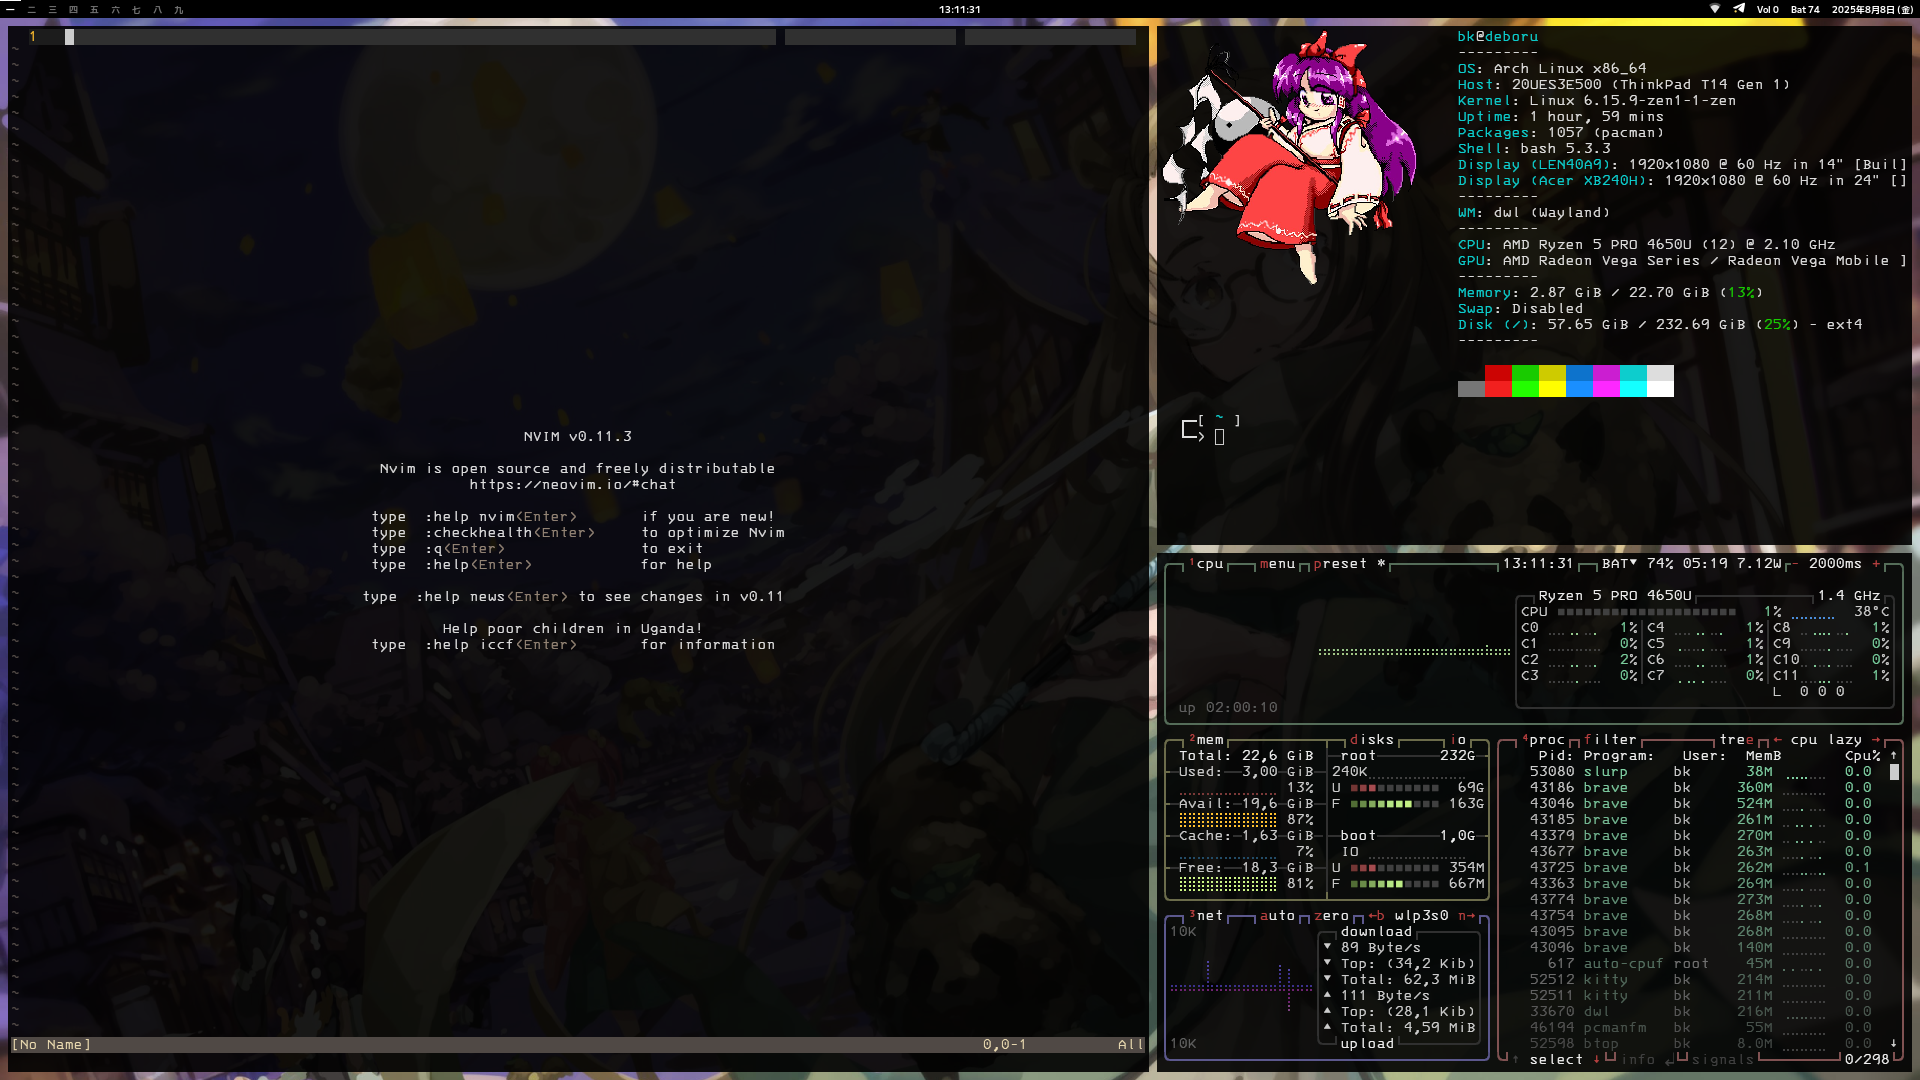 一 二 三 四 五 六 七 八 九
13:11:31
Vol 0 Bat 74 2025年8月8日 (金)
1
NVIM v0.11.3
Nvim is open source and freely distributable
https://neovim.io/#chat
type :help nvim<Enter> if you are new!
type :checkhealth<Enter> to optimize Nvim
type :q<Enter> to exit
type :help<Enter> for help
type :help news<Enter> to see changes in v0.11
Help poor children in Uganda!
type :help iccf<Enter> for information
[No Name] 0,0-1 All
bk@deboru
---------
OS: Arch Linux x86_64
Host: 20UES3E500 (ThinkPad T14 Gen 1)
Kernel: Linux 6.15.9-zen1-1-zen
Uptime: 1 hour, 59 mins
Packages: 1057 (pacman)
Shell: bash 5.3.3
Display (LEN40A9): 1920x1080 @ 60 Hz in 14" [Buil]
Display (Acer XB240H): 1920x1080 @ 60 Hz in 24" []
---------
WM: dwl (Wayland)
---------
CPU: AMD Ryzen 5 PRO 4650U (12) @ 2.10 GHz
GPU: AMD Radeon Vega Series / Radeon Vega Mobile ]
---------
Memory: 2.87 GiB / 22.70 GiB (13%)
Swap: Disabled
Disk (/): 57.65 GiB / 232.69 GiB (25%) - ext4
---------
[ ~ ]
>
1cpu menu preset * 13:11:31 BAT▼ 74% 05:19 7.12W - 2000ms +
Ryzen 5 PRO 4650U 1.4 GHz
CPU 1% 38°C
C0 1% C4 1% C8 1%
C1 0% C5 1% C9 0%
C2 2% C6 1% C10 0%
C3 0% C7 0% C11 1%
L 0 0 0
up 02:00:10
2mem
Total: 22,6 GiB
Used: 3,00 GiB
13%
Avail: 19,6 GiB
87%
Cache: 1,63 GiB
7%
Free: 18,3 GiB
81%
disks io
root 232G
240K
U 69G
F 163G
boot 1,0G
IO
U 354M
F 667M
3net auto zero ←b wlp3s0 n→
10K
download
▼ 89 Byte/s
▼ Top: (34,2 Kib)
▼ Total: 62,3 MiB
▲ 111 Byte/s
▲ Top: (28,1 Kib)
▲ Total: 4,59 MiB
10K
upload
4proc filter tree ← cpu lazy →
Pid: Program: User: MemB Cpu% ↑
53080 slurp bk 38M 0.0
43186 brave bk 360M 0.0
43046 brave bk 524M 0.0
43185 brave bk 261M 0.0
43379 brave bk 270M 0.0
43677 brave bk 263M 0.0
43725 brave bk 262M 0.1
43363 brave bk 269M 0.0
43774 brave bk 273M 0.0
43754 brave bk 268M 0.0
43095 brave bk 268M 0.0
43096 brave bk 140M 0.0
617 auto-cpuf root 45M 0.0
52512 kitty bk 214M 0.0
52511 kitty bk 211M 0.0
33670 dwl bk 216M 0.0
46194 pcmanfm bk 55M 0.0
52598 btop bk 8.0M 0.0 ↓
↑ select ↓ info ↵ signals 0/298